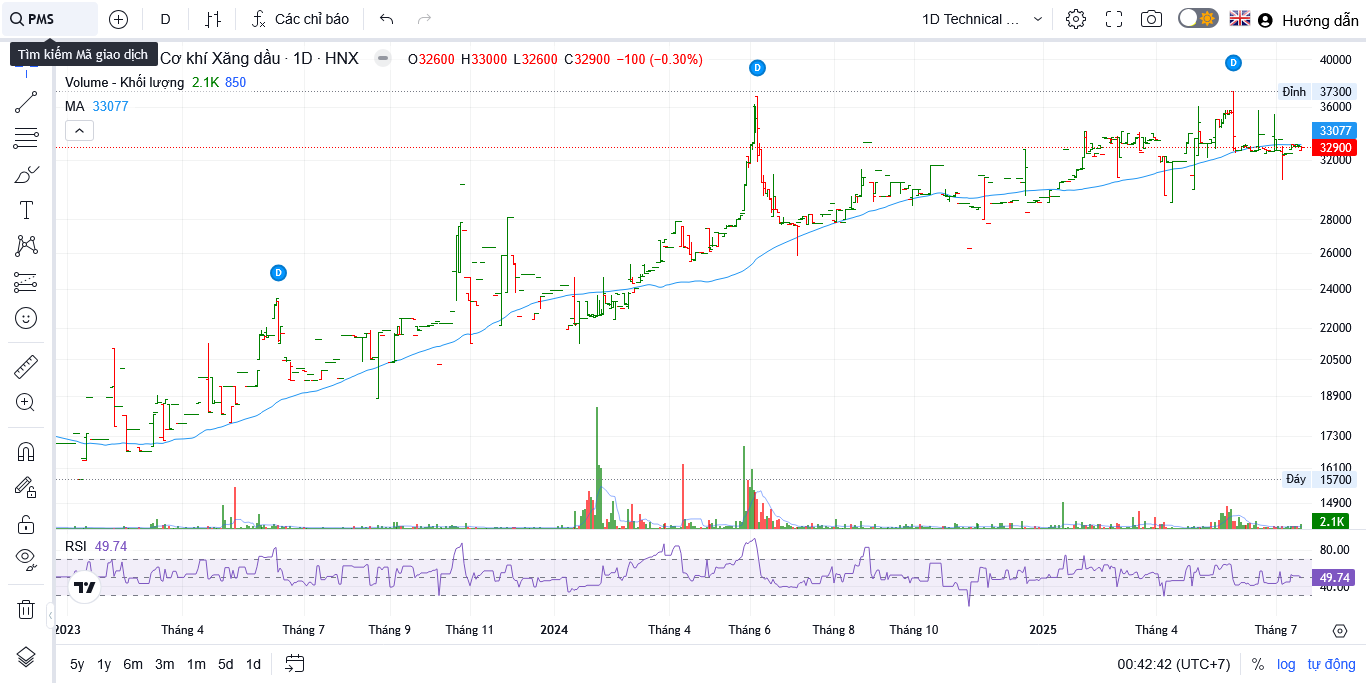 PMS D Các chỉ báo 1D Technical ... Hướng dẫn
Tìm kiếm Mã giao dịch
Cơ khí Xăng dầu · 1D · HNX O32600 H33000 L32600 C32900 −100 (−0.30%)
Volume - Khối lượng 2.1K 850
MA 33077
D
D
D
40000
Đỉnh 37300
36000
33077
32900
32000
28000
26000
24000
22000
20500
18900
17300
16100
Đáy 15700
14900
2.1K
RSI 49.74
80.00
49.74
40.00
2023 Tháng 4 Tháng 7 Tháng 9 Tháng 11 2024 Tháng 4 Tháng 6 Tháng 8 Tháng 10 2025 Tháng 4 Tháng 7
5y 1y 6m 3m 1m 5d 1d 00:42:42 (UTC+7) % log tự động